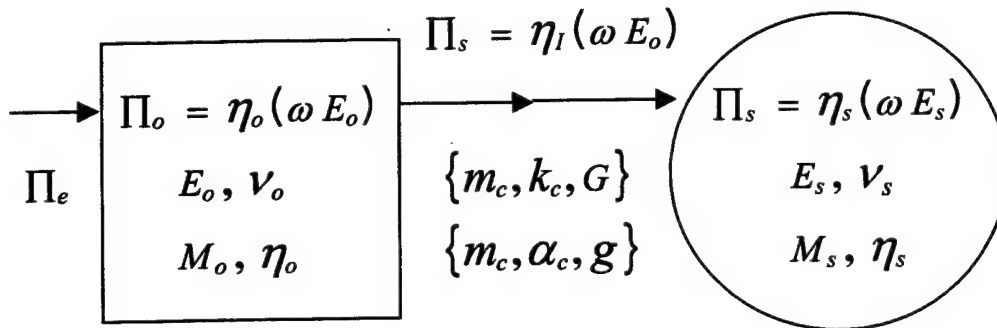 Π_s = η_I(ω E_o)
Π_e
Π_o = η_o(ω E_o)
E_o, ν_o
M_o, η_o
{m_c, k_c, G}
{m_c, α_c, g}
Π_s = η_s(ω E_s)
E_s, ν_s
M_s, η_s